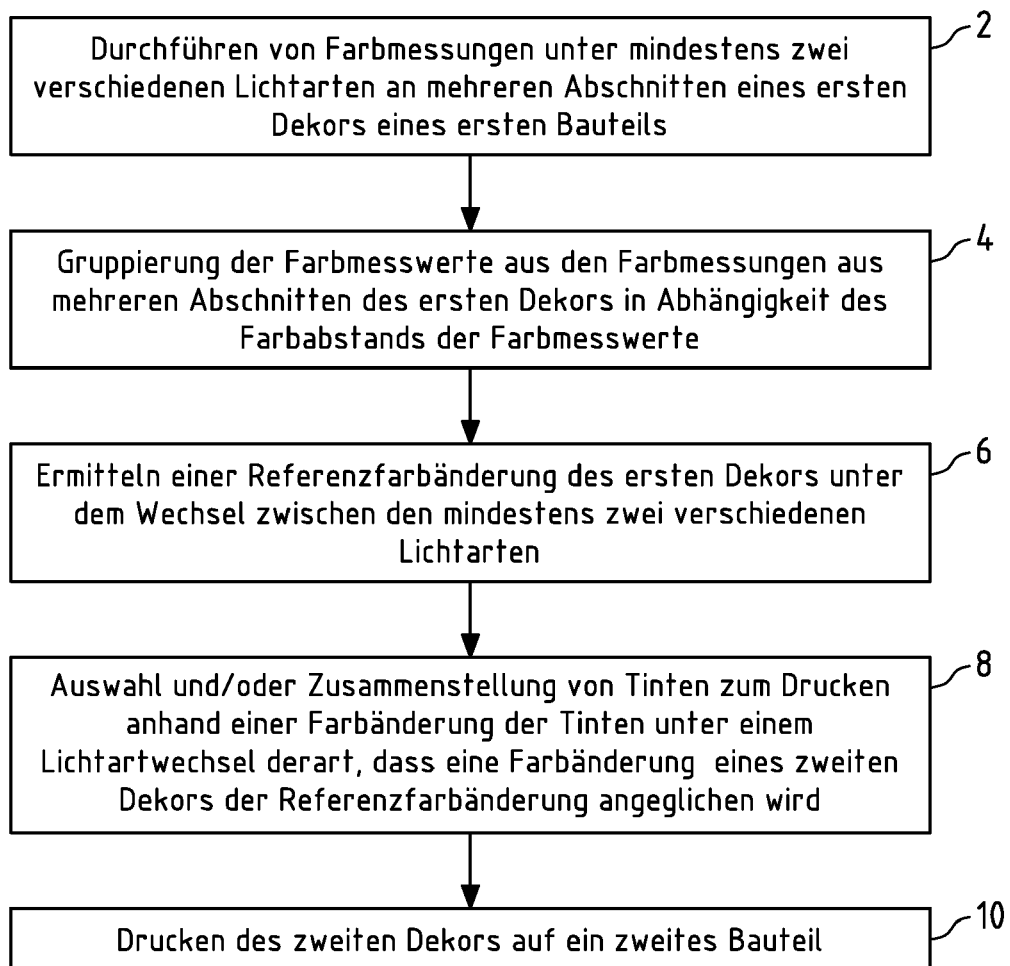 Durchführen von Farbmessungen unter mindestens zwei
verschiedenen Lichtarten an mehreren Abschnitten eines ersten
Dekors eines ersten Bauteils
2
Gruppierung der Farbmesswerte aus den Farbmessungen aus
mehreren Abschnitten des ersten Dekors in Abhängigkeit des
Farbabstands der Farbmesswerte
4
Ermitteln einer Referenzfarbänderung des ersten Dekors unter
dem Wechsel zwischen den mindestens zwei verschiedenen
Lichtarten
6
Auswahl und/oder Zusammenstellung von Tinten zum Drucken
anhand einer Farbänderung der Tinten unter einem
Lichtartwechsel derart, dass eine Farbänderung eines zweiten
Dekors der Referenzfarbänderung angeglichen wird
8
Drucken des zweiten Dekors auf ein zweites Bauteil
10